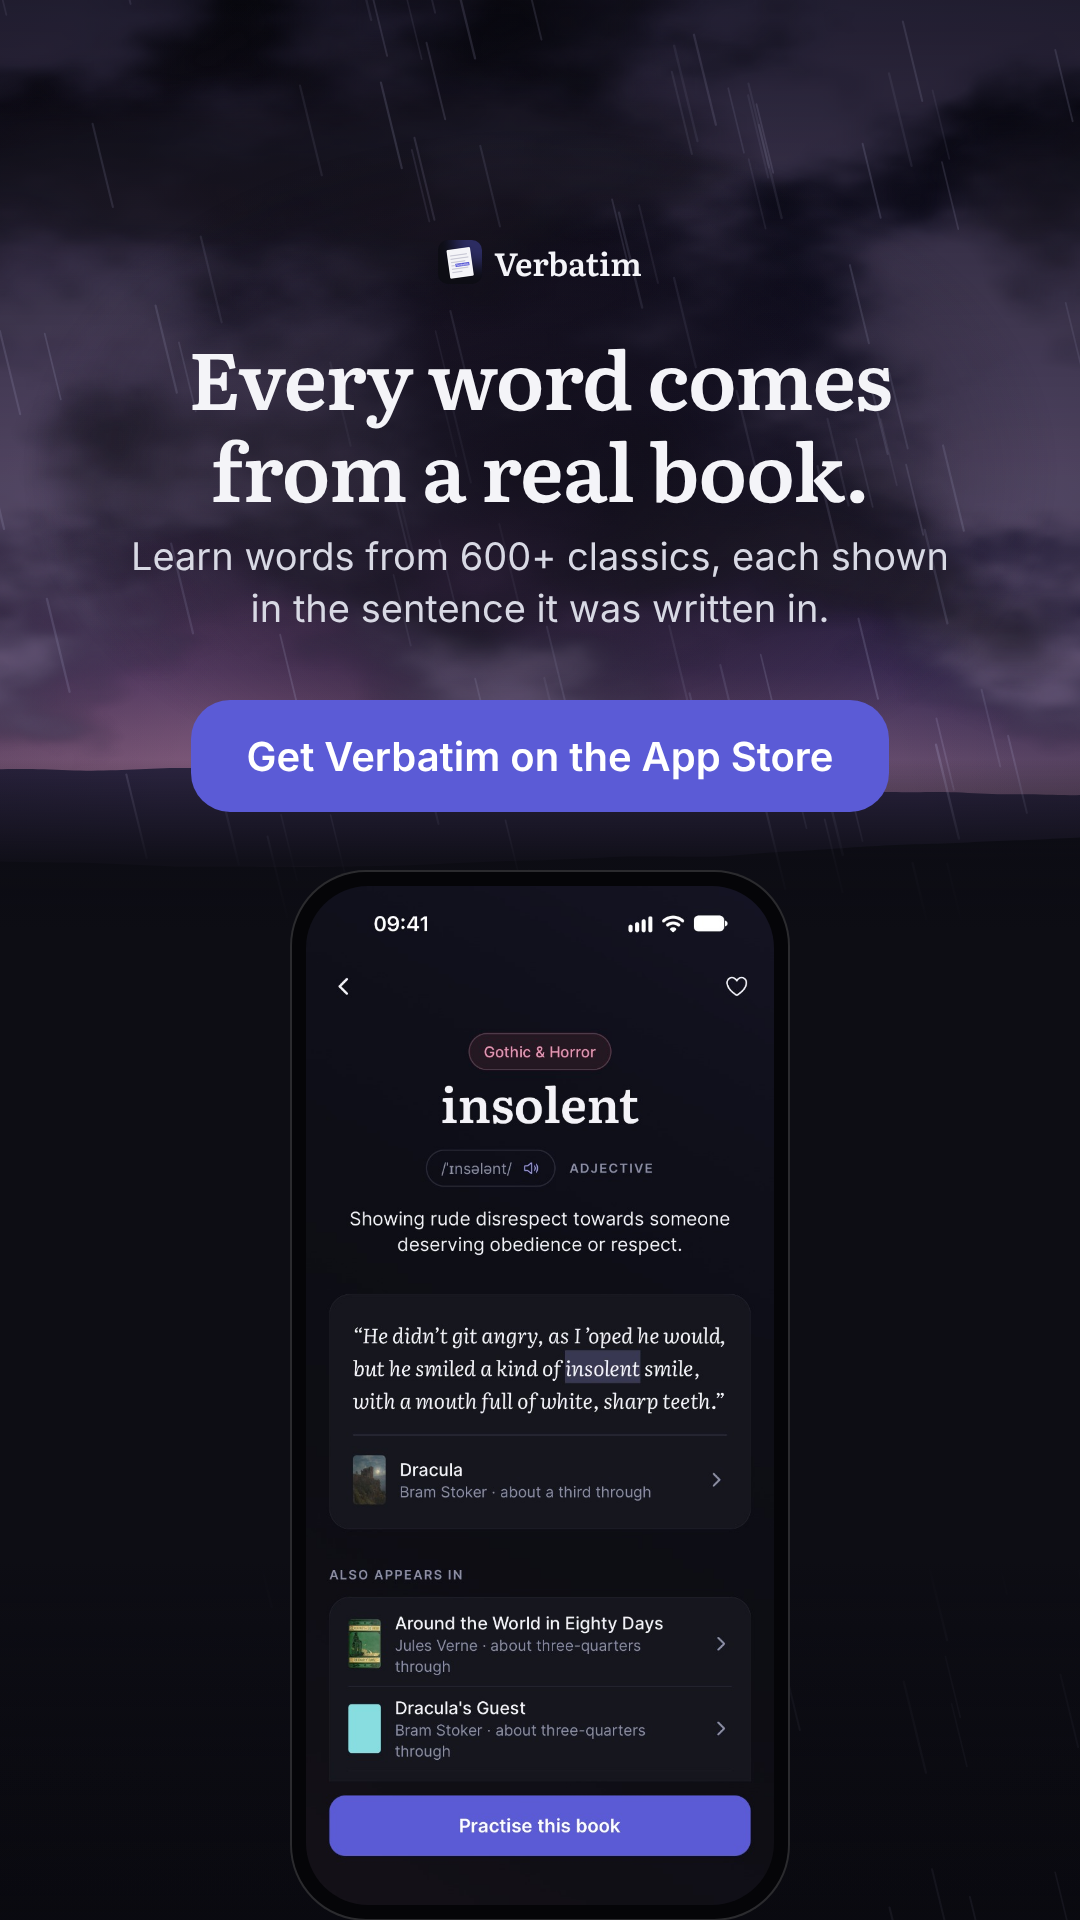 Verbatim
Every word comes
from a real book.
Learn words from 600+ classics, each shown
in the sentence it was written in.
Get Verbatim on the App Store
09:41
Gothic & Horror
insolent
/ˈɪnsələnt/ ADJECTIVE
Showing rude disrespect towards someone
deserving obedience or respect.
“He didn’t git angry, as I ’oped he would,
but he smiled a kind of insolent smile,
with a mouth full of white, sharp teeth.”
Dracula
Bram Stoker · about a third through
ALSO APPEARS IN
Around the World in Eighty Days
Jules Verne · about three-quarters
through
Dracula's Guest
Bram Stoker · about three-quarters
through
Practise this book